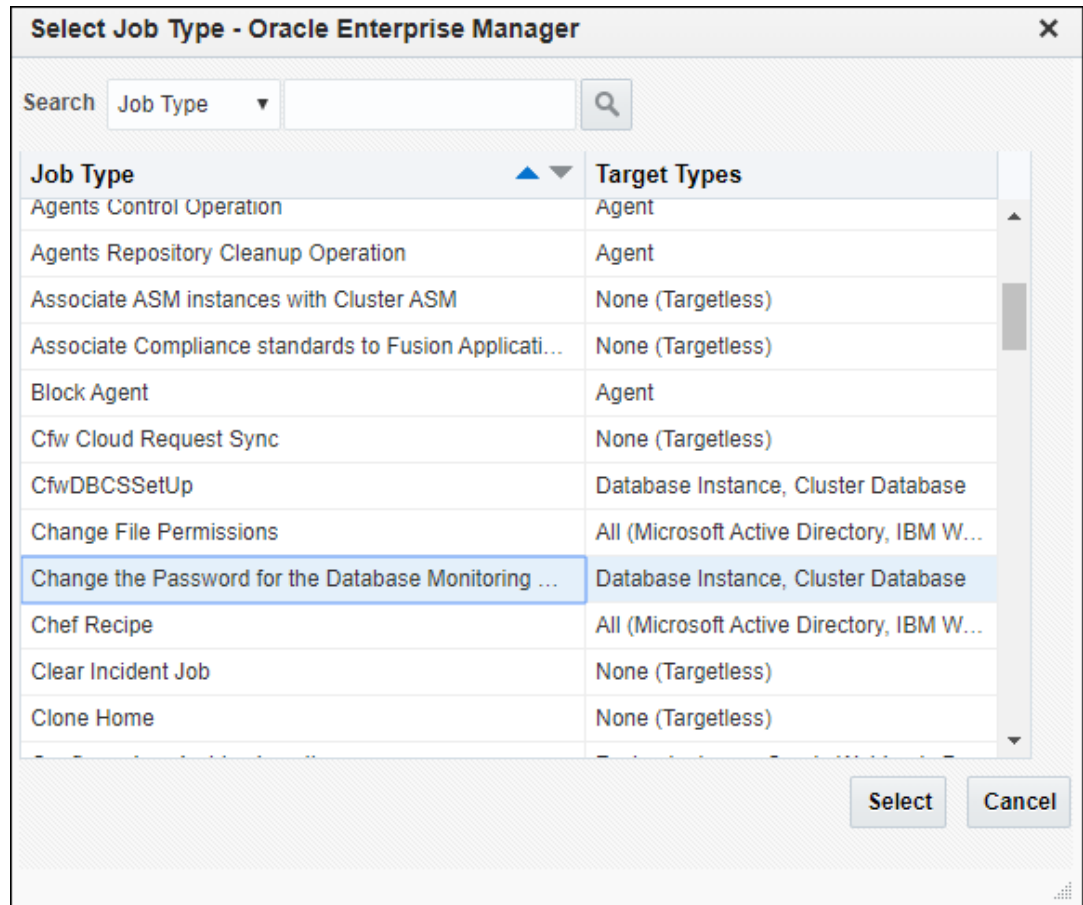 Select Job Type - Oracle Enterprise Manager
Search Job Type
Job Type Target Types
Agents Control Operation Agent
Agents Repository Cleanup Operation Agent
Associate ASM instances with Cluster ASM None (Targetless)
Associate Compliance standards to Fusion Applicati... None (Targetless)
Block Agent Agent
Cfw Cloud Request Sync None (Targetless)
CfwDBCSSetUp Database Instance, Cluster Database
Change File Permissions All (Microsoft Active Directory, IBM W...
Change the Password for the Database Monitoring ... Database Instance, Cluster Database
Chef Recipe All (Microsoft Active Directory, IBM W...
Clear Incident Job None (Targetless)
Clone Home None (Targetless)
Select Cancel